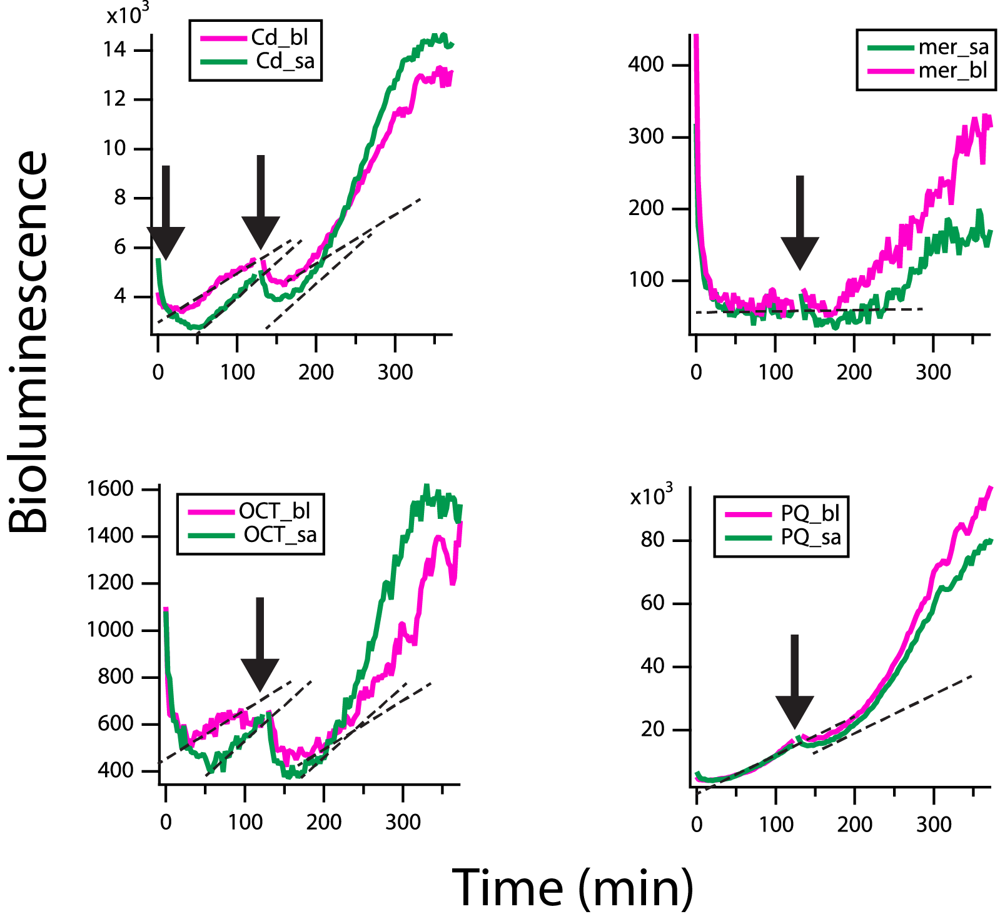 Bioluminescence
x10³
Cd_bl
Cd_sa
14
12
10
8
6
4
0 100 200 300
mer_sa
mer_bl
400
300
200
100
0 100 200 300
1600
1400
1200
1000
800
600
400
OCT_bl
OCT_sa
0 100 200 300
x10³
PQ_bl
PQ_sa
80
60
40
20
0 100 200 300
Time (min)